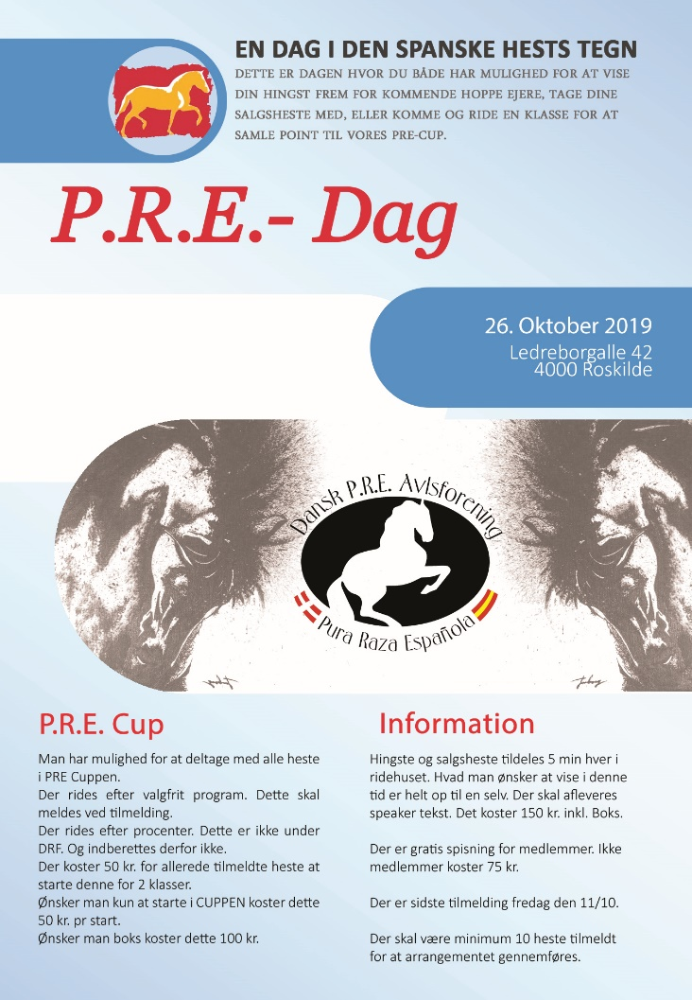 EN DAG I DEN SPANSKE HESTS TEGN
DETTE ER DAGEN HVOR DU BÅDE HAR MULIGHED FOR AT VISE
DIN HINGST FREM FOR KOMMENDE HOPPE EJERE, TAGE DINE
SALGSHESTE MED, ELLER KOMME OG RIDE EN KLASSE FOR AT
SAMLE POINT TIL VORES PRE-CUP.
P.R.E.- Dag
26. Oktober 2019
Ledreborgalle 42
4000 Roskilde
Dansk P.R.E. Avlsforening
Pura Raza Española
P.R.E. Cup
Man har mulighed for at deltage med alle heste
i PRE Cuppen.
Der rides efter valgfrit program. Dette skal
meldes ved tilmelding.
Der rides efter procenter. Dette er ikke under
DRF. Og indberettes derfor ikke.
Der koster 50 kr. for allerede tilmeldte heste at
starte denne for 2 klasser.
Ønsker man kun at starte i CUPPEN koster dette
50 kr. pr start.
Ønsker man boks koster dette 100 kr.
Information
Hingste og salgsheste tildeles 5 min hver i
ridehuset. Hvad man ønsker at vise i denne
tid er helt op til en selv. Der skal afleveres
speaker tekst. Det koster 150 kr. inkl. Boks.
Der er gratis spisning for medlemmer. Ikke
medlemmer koster 75 kr.
Der er sidste tilmelding fredag den 11/10.
Der skal være minimum 10 heste tilmeldt
for at arrangementet gennemføres.